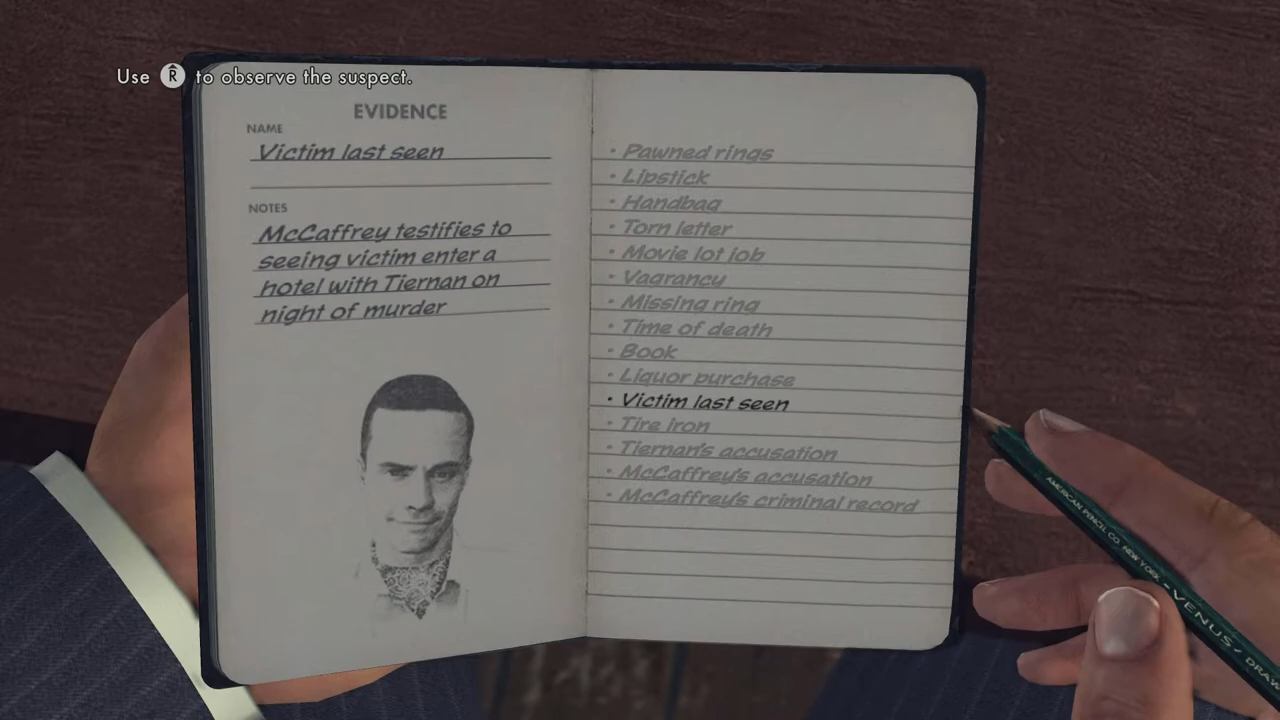 Use R to observe the suspect.
EVIDENCE
NAME
Victim last seen
NOTES
McCaffrey testifies to
seeing victim enter a
hotel with Tiernan on
night of murder
• Pawned rings
• Lipstick
• Handbag
• Torn letter
• Movie lot job
• Vagrancy
• Missing ring
• Time of death
• Book
• Liquor purchase
• Victim last seen
• Tire iron
• Tiernan's accusation
• McCaffrey's accusation
• McCaffrey's criminal record
AMERICAN PENCIL CO. NEW YORK - VENUS / DRAW